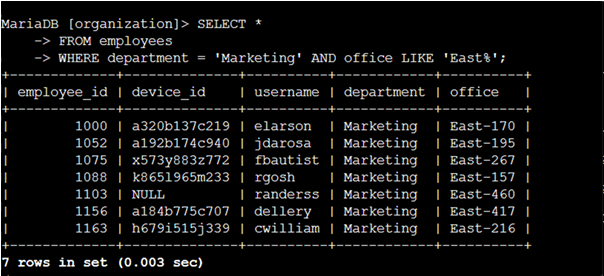 MariaDB [organization]> SELECT *
    -> FROM employees
    -> WHERE department = 'Marketing' AND office LIKE 'East%';
+-------------+--------------+----------+------------+----------+
| employee_id | device_id    | username | department | office   |
+-------------+--------------+----------+------------+----------+
|        1000 | a320b137c219 | elarson  | Marketing  | East-170 |
|        1052 | a192b174c940 | jdarosa  | Marketing  | East-195 |
|        1075 | x573y883z772 | fbautist | Marketing  | East-267 |
|        1088 | k865l965m233 | rgosh    | Marketing  | East-157 |
|        1103 | NULL         | randerss | Marketing  | East-460 |
|        1156 | a184b775c707 | dellery  | Marketing  | East-417 |
|        1163 | h679i515j339 | cwilliam | Marketing  | East-216 |
+-------------+--------------+----------+------------+----------+
7 rows in set (0.003 sec)